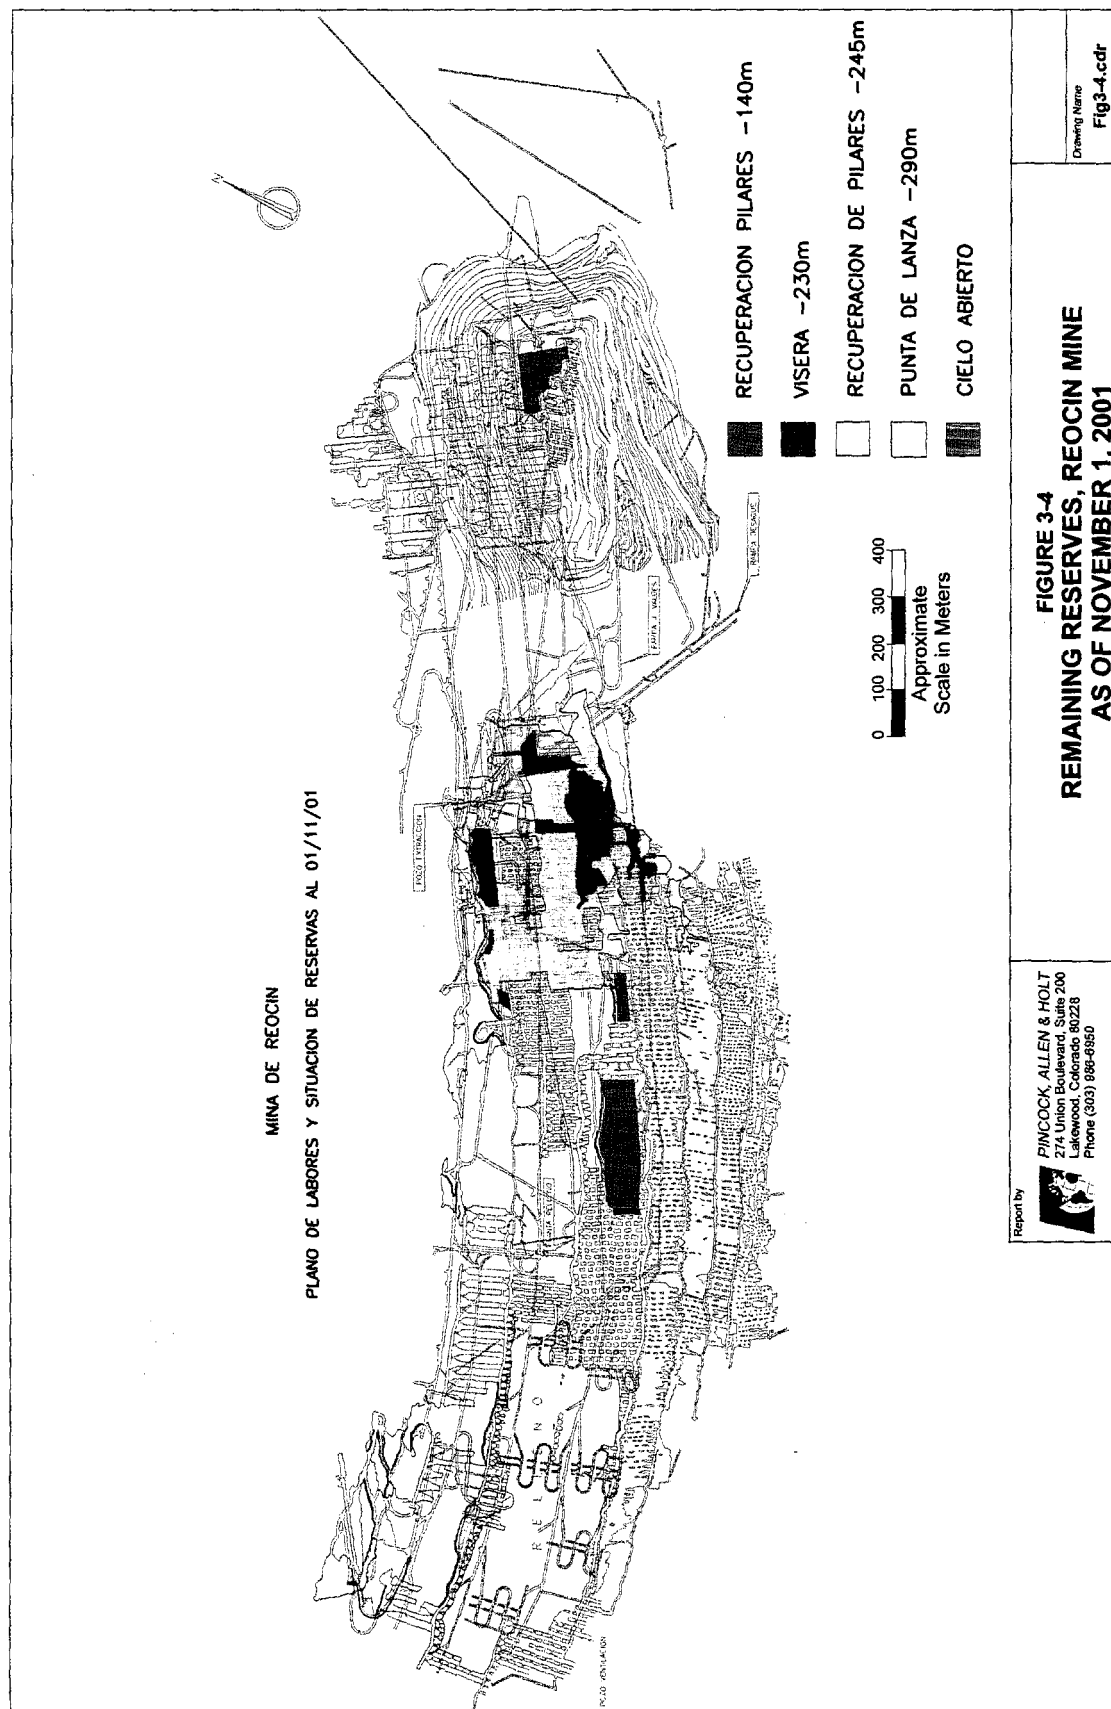 MINA DE REOCIN
PLANO DE LABORES Y SITUACION DE RESERVAS AL 01/11/01
N
POZO EXTRACCION
RAMPA J. VALDES
RAMPA DESAGUE
RELLENO
POZO VENTILACION
RECUPERACION PILARES -140m
VISERA -230m
RECUPERACION DE PILARES -245m
PUNTA DE LANZA -290m
CIELO ABIERTO
0 100 200 300 400
Approximate
Scale in Meters
Report by
PINCOCK, ALLEN & HOLT
274 Union Boulevard, Suite 200
Lakewood, Colorado 80228
Phone (303) 986-6950
FIGURE 3-4
REMAINING RESERVES, REOCIN MINE
AS OF NOVEMBER 1, 2001
Drawing Name
Fig3-4.cdr